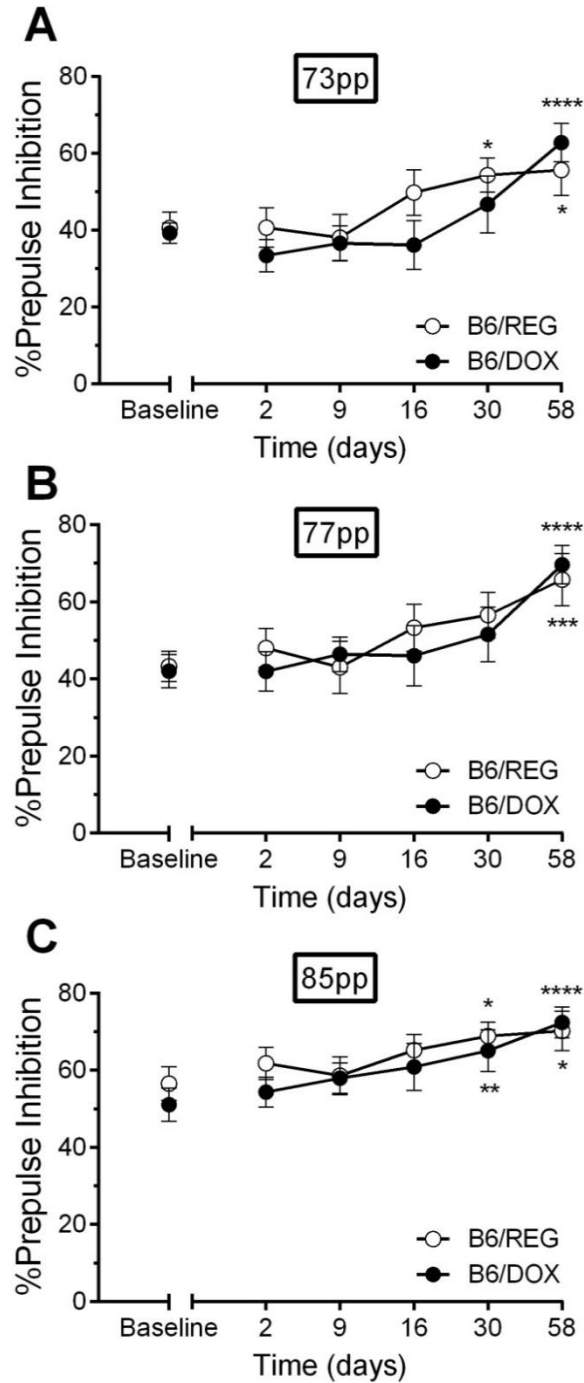 A
73pp
%Prepulse Inhibition
80
60
40
20
0
*
****
*
B6/REG
B6/DOX
Baseline 2 9 16 30 58
Time (days)
B
77pp
%Prepulse Inhibition
80
60
40
20
0
****
***
B6/REG
B6/DOX
Baseline 2 9 16 30 58
Time (days)
C
85pp
%Prepulse Inhibition
80
60
40
20
0
*
****
**
*
B6/REG
B6/DOX
Baseline 2 9 16 30 58
Time (days)